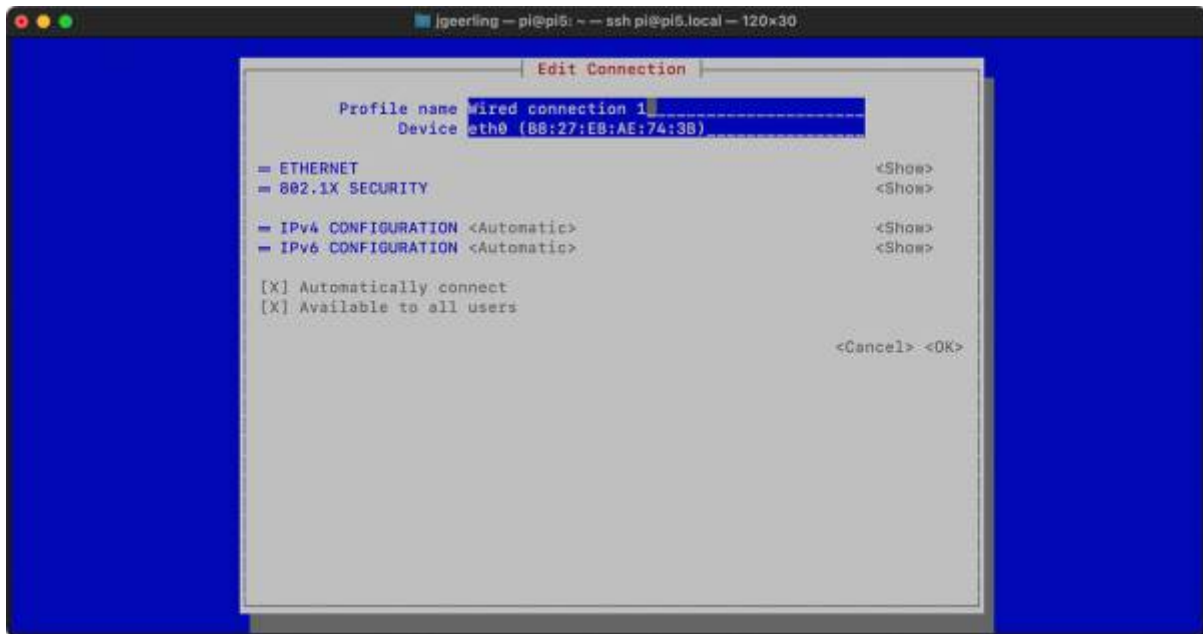 jgeerling — pi@pi5: ~ — ssh pi@pi5.local — 120×30
Edit Connection
Profile name Wired connection 1
Device eth0 (B8:27:EB:AE:74:3B)
= ETHERNET <Show>
= 802.1X SECURITY <Show>
= IPv4 CONFIGURATION <Automatic> <Show>
= IPv6 CONFIGURATION <Automatic> <Show>
[X] Automatically connect
[X] Available to all users
<Cancel> <OK>